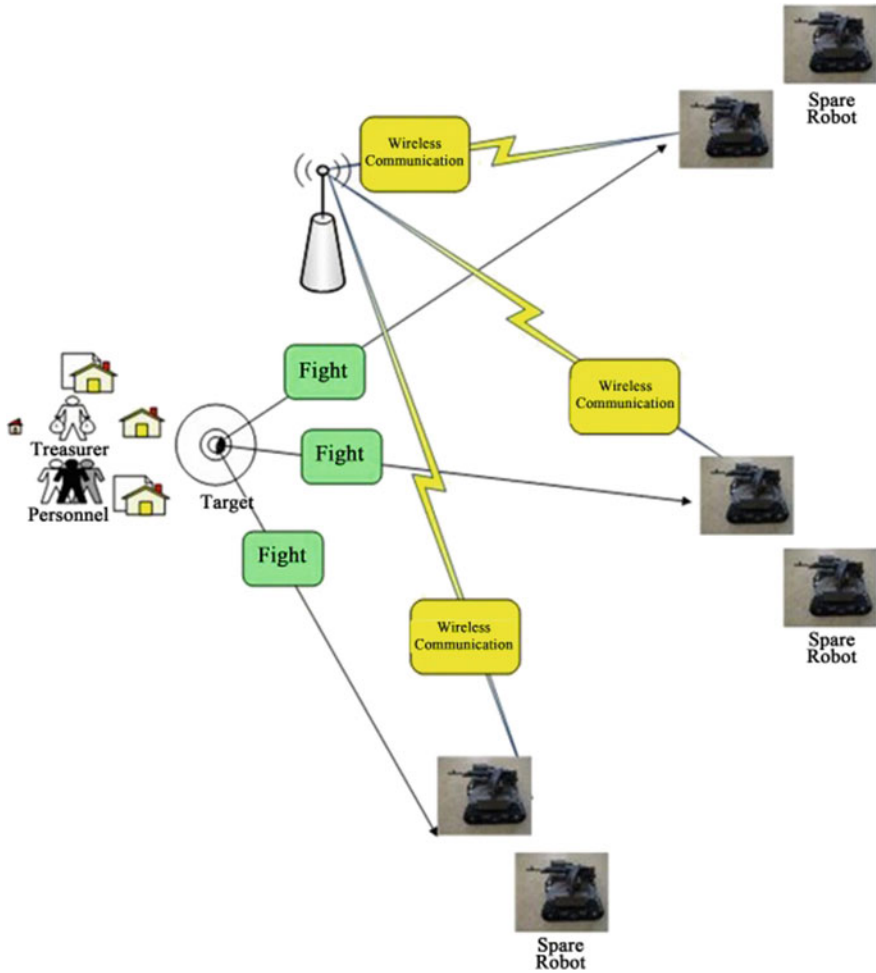 Spare
Robot
Wireless
Communication
Fight
Wireless
Communication
Treasurer
Fight
Personnel
Target
Fight
Spare
Robot
Wireless
Communication
Spare
Robot